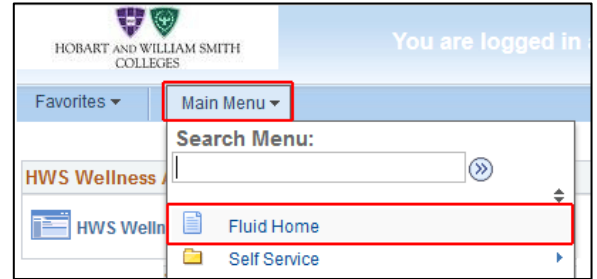 HOBART AND WILLIAM SMITH
COLLEGES
You are logged in
Favorites
Main Menu
Search Menu:
HWS Wellness
Fluid Home
HWS Welln
Self Service